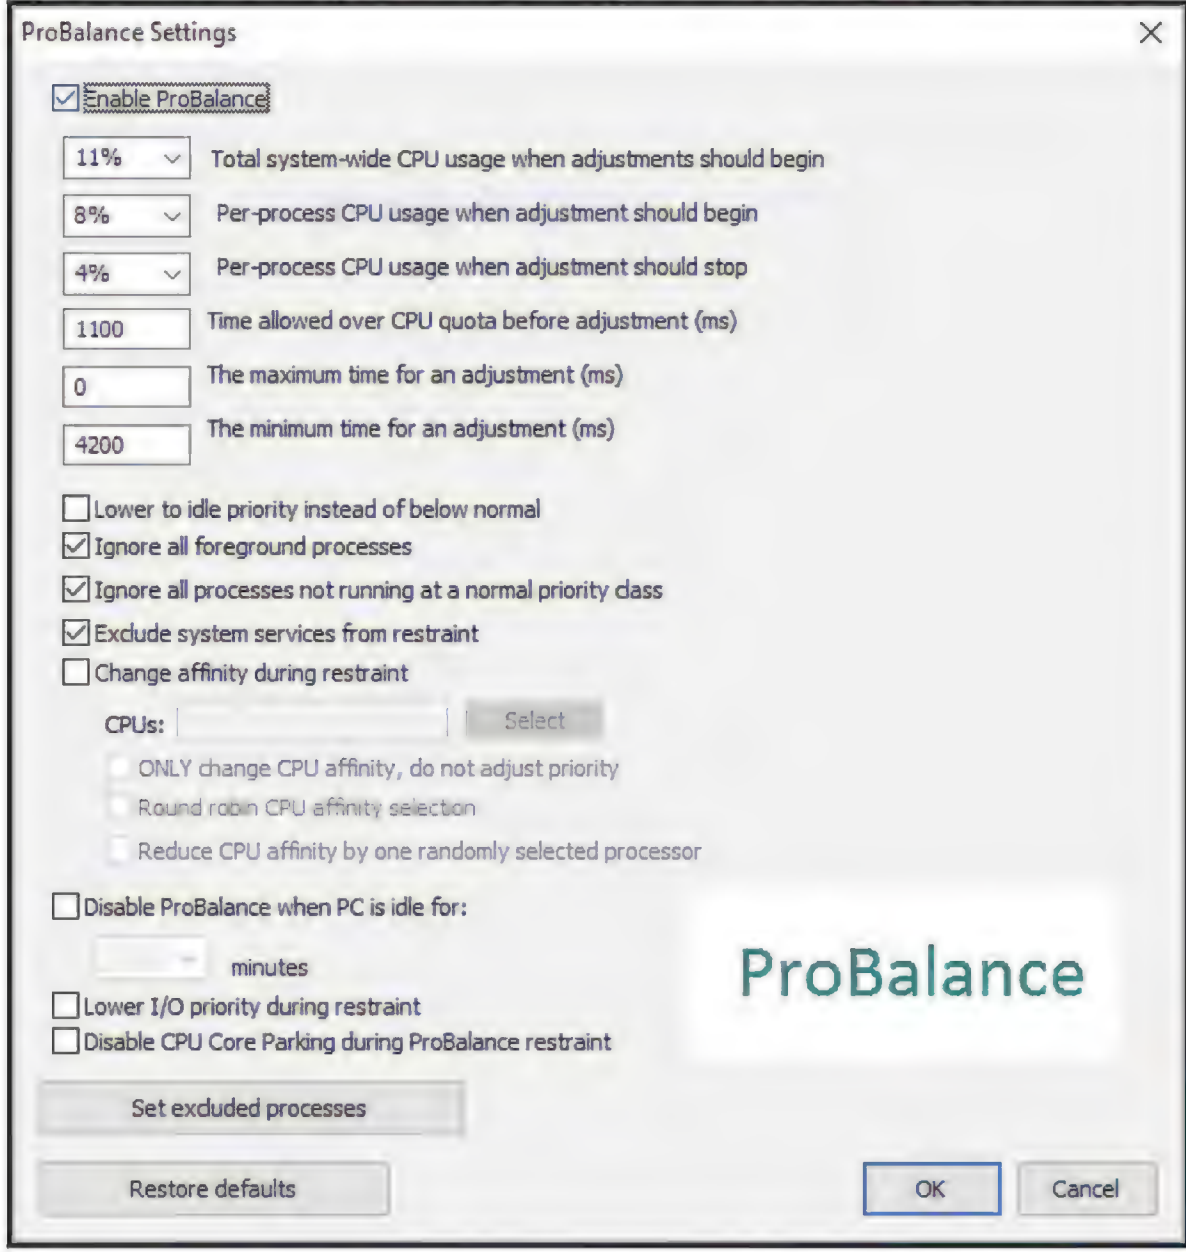 ProBalance Settings
Enable ProBalance
11% Total system-wide CPU usage when adjustments should begin
8% Per-process CPU usage when adjustment should begin
4% Per-process CPU usage when adjustment should stop
1100 Time allowed over CPU quota before adjustment (ms)
0 The maximum time for an adjustment (ms)
4200 The minimum time for an adjustment (ms)
Lower to idle priority instead of below normal
Ignore all foreground processes
Ignore all processes not running at a normal priority class
Exclude system services from restraint
Change affinity during restraint
CPUs: Select
ONLY change CPU affinity, do not adjust priority
Round robin CPU affinity selection
Reduce CPU affinity by one randomly selected processor
Disable ProBalance when PC is idle for:
minutes
ProBalance
Lower I/O priority during restraint
Disable CPU Core Parking during ProBalance restraint
Set excluded processes
Restore defaults OK Cancel